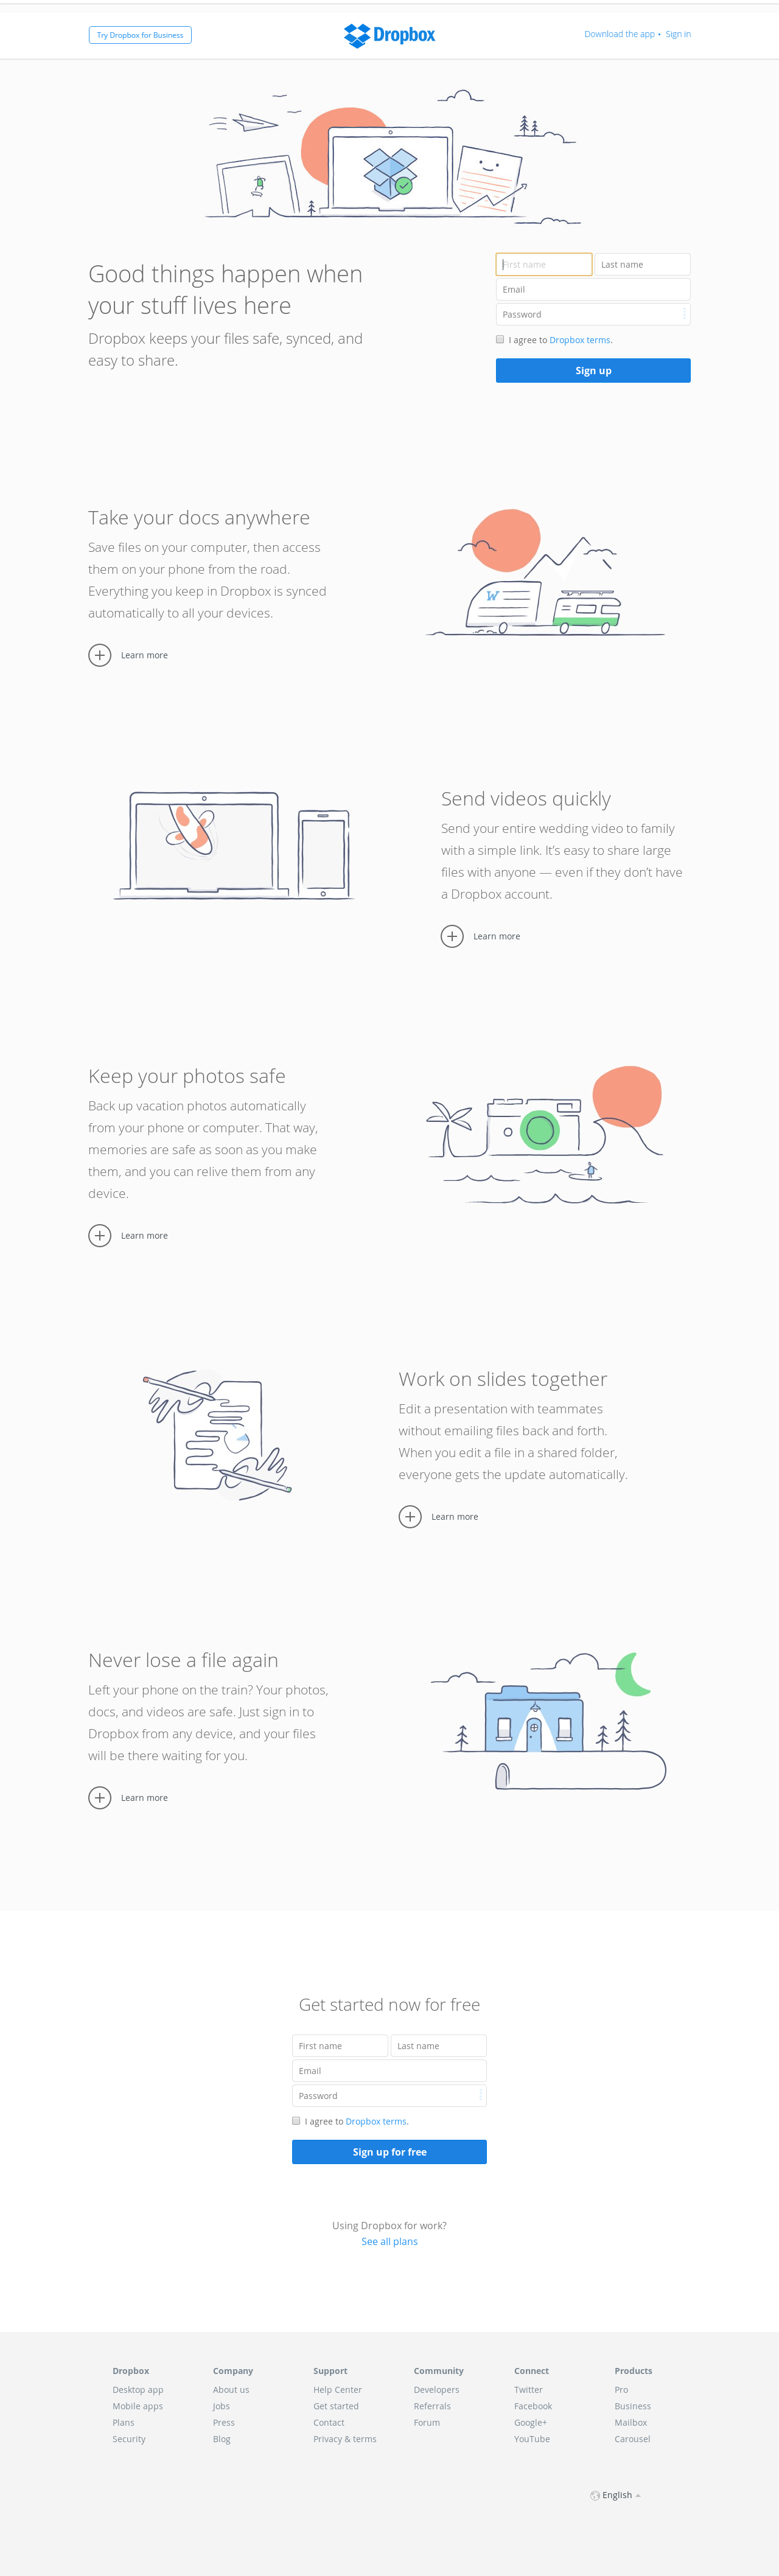 Try Dropbox for Business
Dropbox
Download the app • Sign in
Good things happen when
your stuff lives here
Dropbox keeps your files safe, synced, and
easy to share.
First name
Last name
Email
Password
I agree to Dropbox terms.
Sign up
Take your docs anywhere
Save files on your computer, then access
them on your phone from the road.
Everything you keep in Dropbox is synced
automatically to all your devices.
W
Learn more
Send videos quickly
Send your entire wedding video to family
with a simple link. It’s easy to share large
files with anyone — even if they don’t have
a Dropbox account.
Learn more
Keep your photos safe
Back up vacation photos automatically
from your phone or computer. That way,
memories are safe as soon as you make
them, and you can relive them from any
device.
Learn more
Work on slides together
Edit a presentation with teammates
without emailing files back and forth.
When you edit a file in a shared folder,
everyone gets the update automatically.
Learn more
Never lose a file again
Left your phone on the train? Your photos,
docs, and videos are safe. Just sign in to
Dropbox from any device, and your files
will be there waiting for you.
Learn more
Get started now for free
First name
Last name
Email
Password
I agree to Dropbox terms.
Sign up for free
Using Dropbox for work?
See all plans
Dropbox
Desktop app
Mobile apps
Plans
Security
Company
About us
Jobs
Press
Blog
Support
Help Center
Get started
Contact
Privacy & terms
Community
Developers
Referrals
Forum
Connect
Twitter
Facebook
Google+
YouTube
Products
Pro
Business
Mailbox
Carousel
English